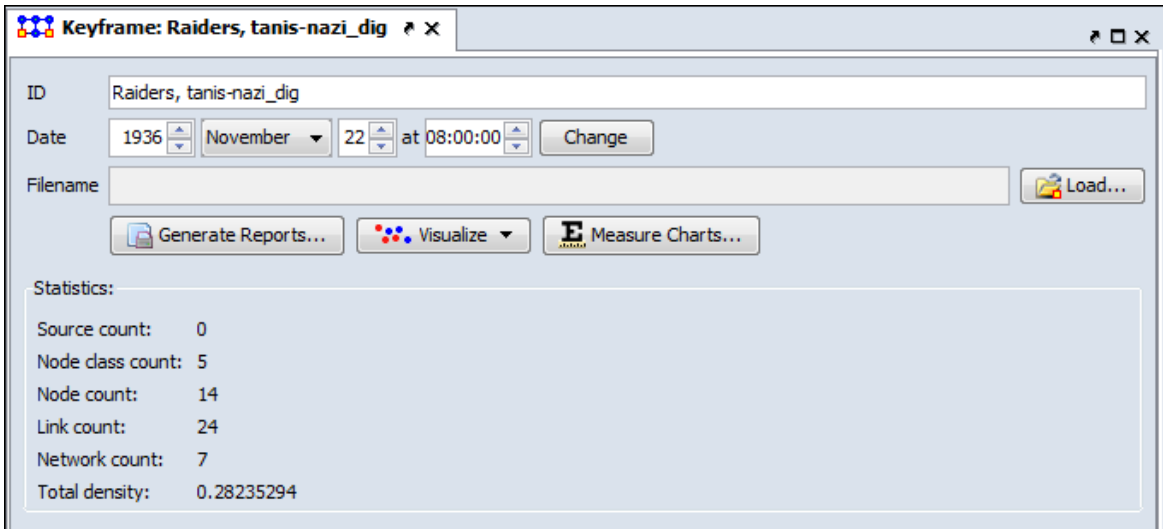 Keyframe: Raiders, tanis-nazi_dig
ID Raiders, tanis-nazi_dig
Date 1936 November 22 at 08:00:00 Change
Filename Load...
Generate Reports... Visualize Measure Charts...
Statistics:
Source count: 0
Node class count: 5
Node count: 14
Link count: 24
Network count: 7
Total density: 0.28235294